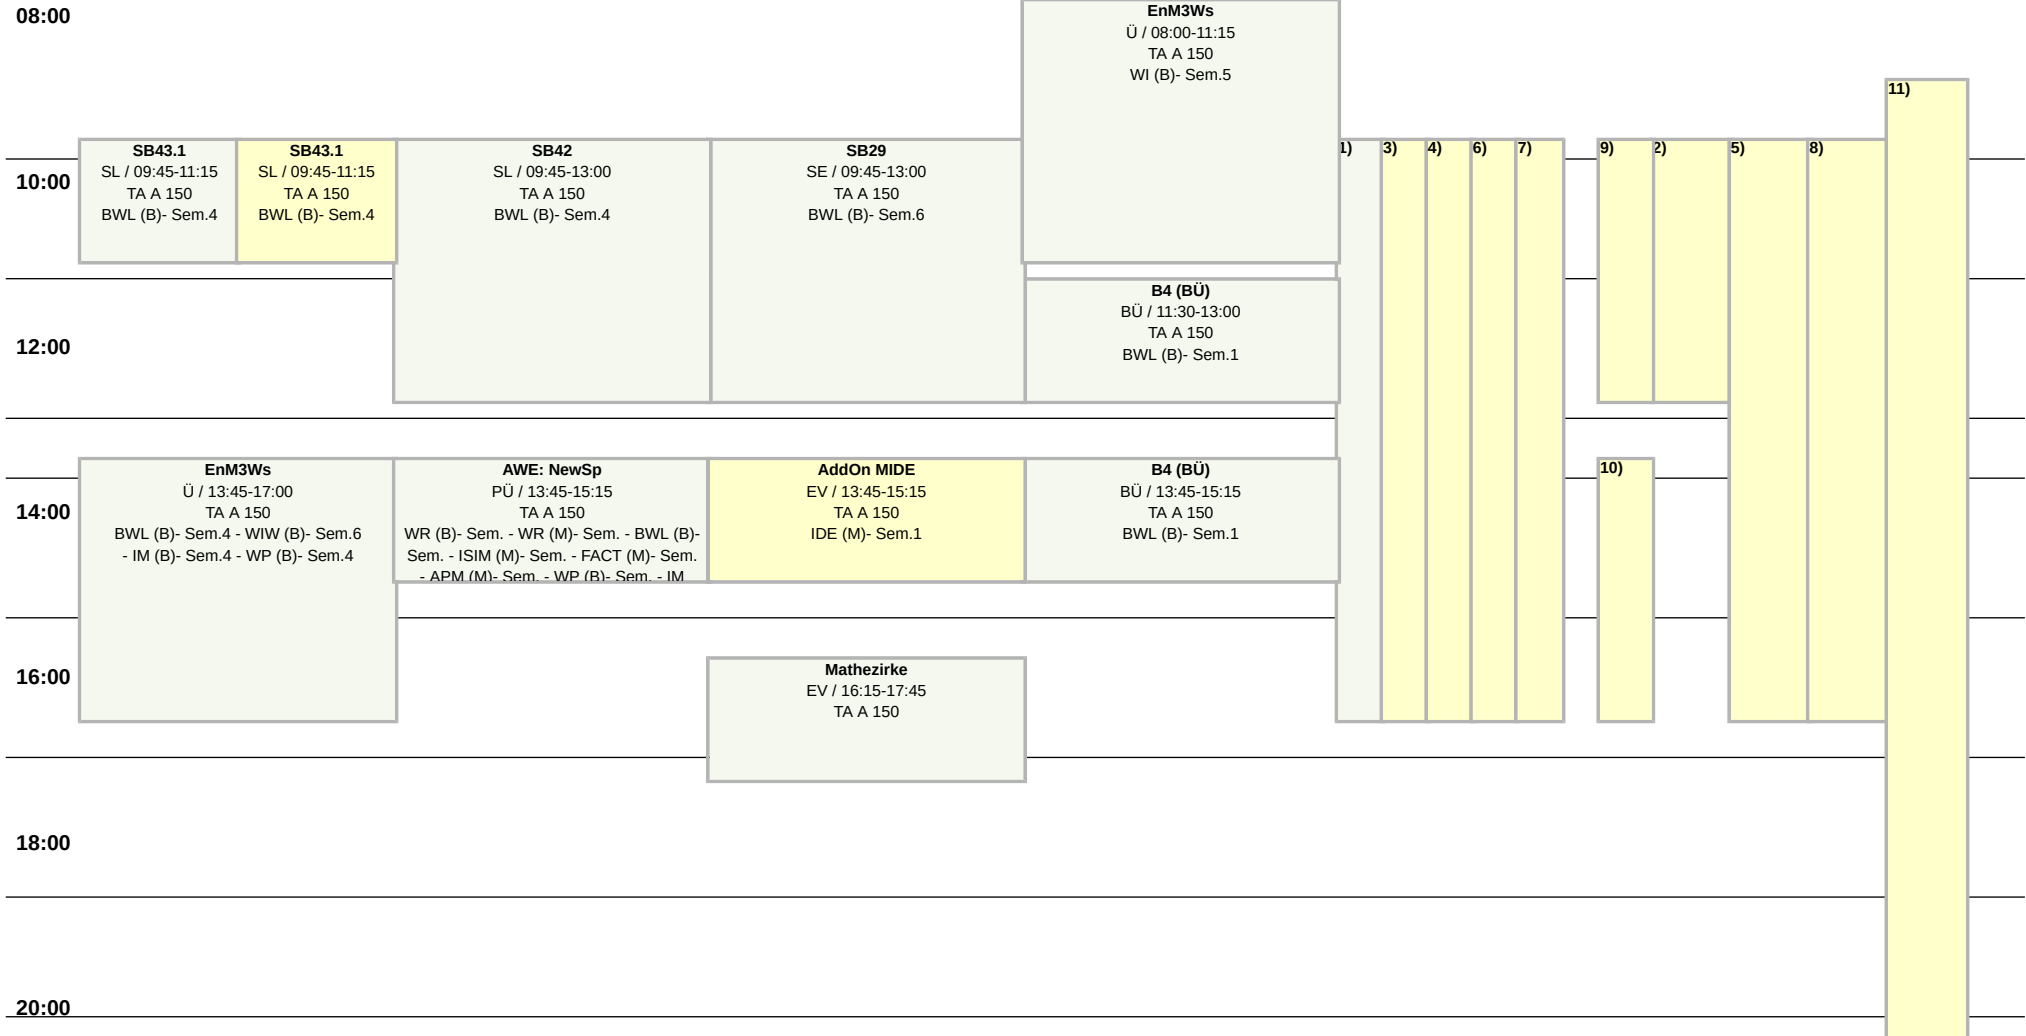 08:00
EnM3Ws
Ü / 08:00-11:15
TA A 150
WI (B)- Sem.5
11)
SB43.1
SL / 09:45-11:15
TA A 150
BWL (B)- Sem.4
SB43.1
SL / 09:45-11:15
TA A 150
BWL (B)- Sem.4
SB42
SL / 09:45-13:00
TA A 150
BWL (B)- Sem.4
SB29
SE / 09:45-13:00
TA A 150
BWL (B)- Sem.6
1)
3)
4)
6)
7)
9)
2)
5)
8)
10:00
B4 (BÜ)
BÜ / 11:30-13:00
TA A 150
BWL (B)- Sem.1
12:00
EnM3Ws
Ü / 13:45-17:00
TA A 150
BWL (B)- Sem.4 - WIW (B)- Sem.6
- IM (B)- Sem.4 - WP (B)- Sem.4
AWE: NewSp
PÜ / 13:45-15:15
TA A 150
WR (B)- Sem. - WR (M)- Sem. - BWL (B)-
Sem. - ISIM (M)- Sem. - FACT (M)- Sem.
- APM (M)- Sem. - WP (B)- Sem. - IM
AddOn MIDE
EV / 13:45-15:15
TA A 150
IDE (M)- Sem.1
B4 (BÜ)
BÜ / 13:45-15:15
TA A 150
BWL (B)- Sem.1
10)
14:00
16:00
Mathezirke
EV / 16:15-17:45
TA A 150
18:00
20:00